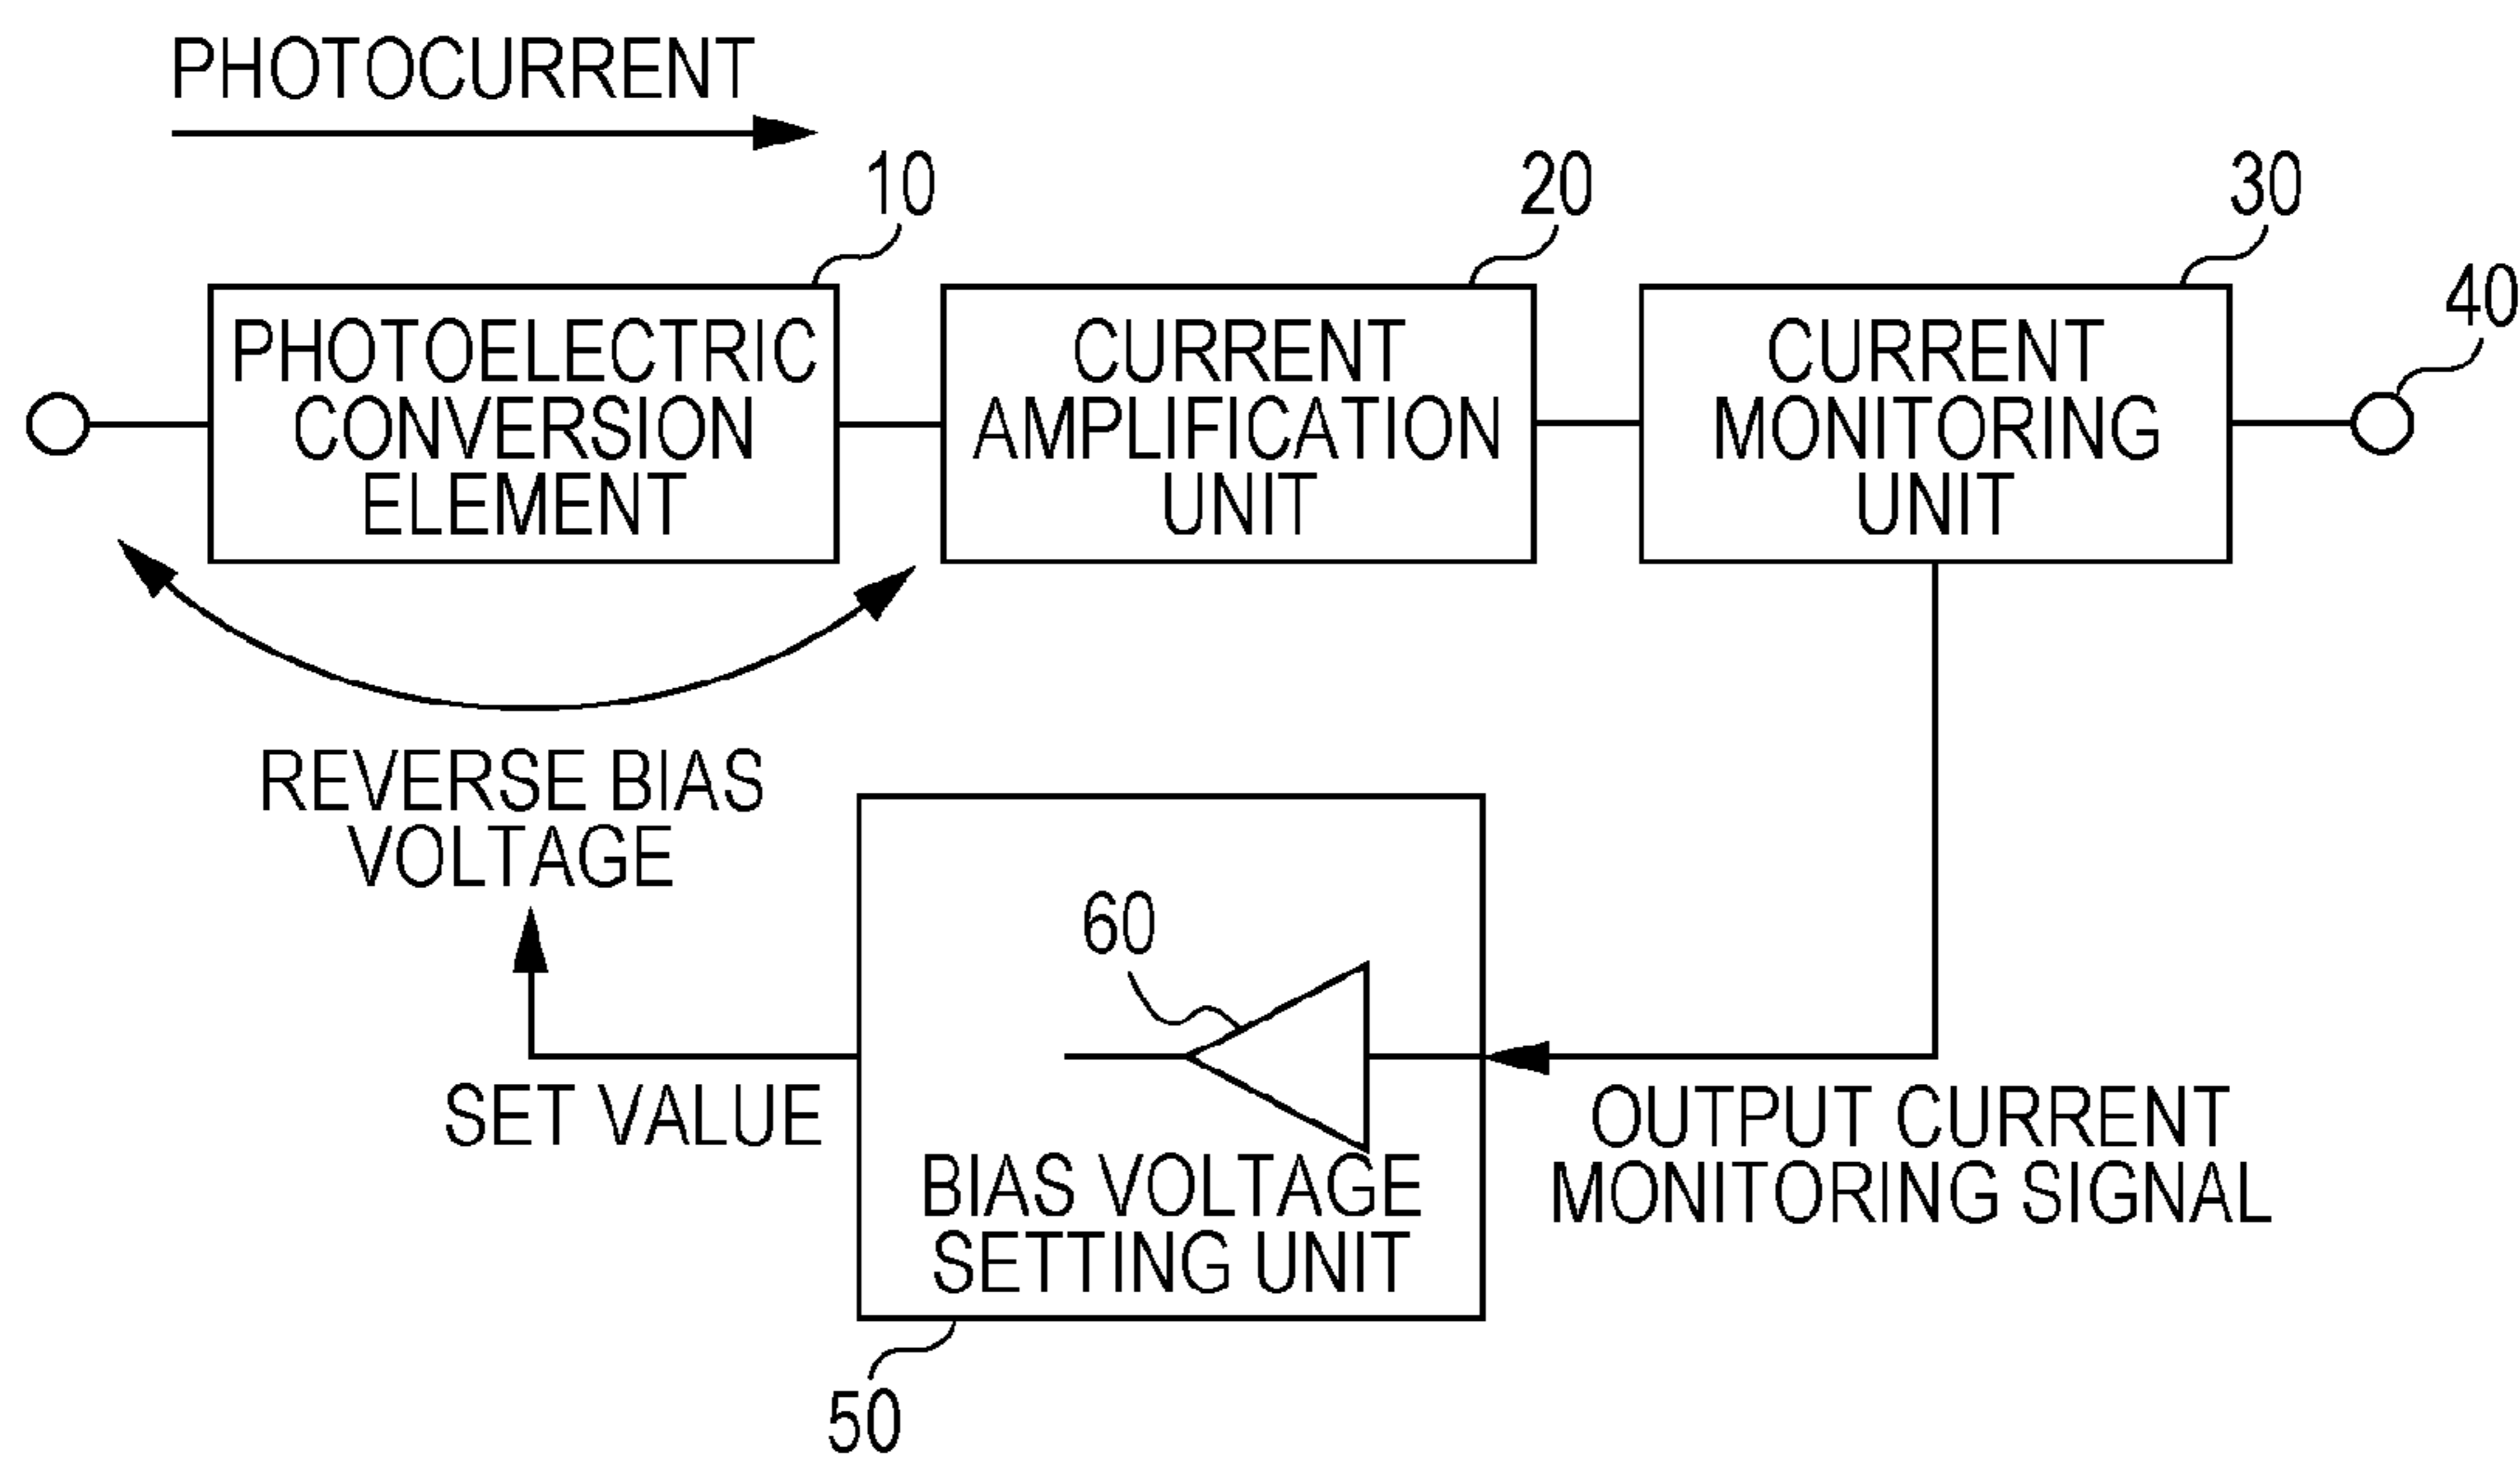 PHOTOCURRENT
10
20
30
40
PHOTOELECTRIC
CONVERSION
ELEMENT
CURRENT
AMPLIFICATION
UNIT
CURRENT
MONITORING
UNIT
REVERSE BIAS
VOLTAGE
60
SET VALUE
BIAS VOLTAGE
SETTING UNIT
OUTPUT CURRENT
MONITORING SIGNAL
50